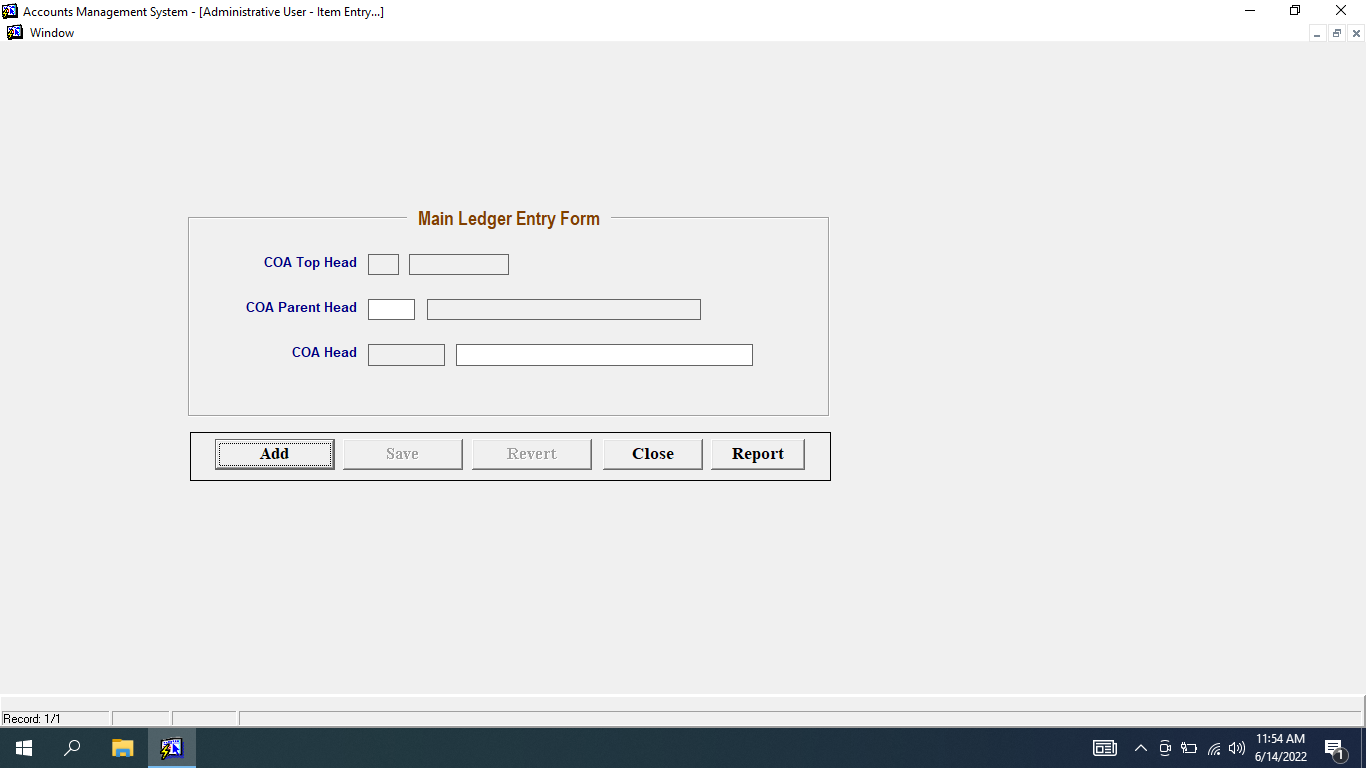 Accounts Management System - [Administrative User - Item Entry...]
Window
Main Ledger Entry Form
COA Top Head
COA Parent Head
COA Head
Add Save Revert Close Report
Record: 1/1
11:54 AM
6/14/2022
1